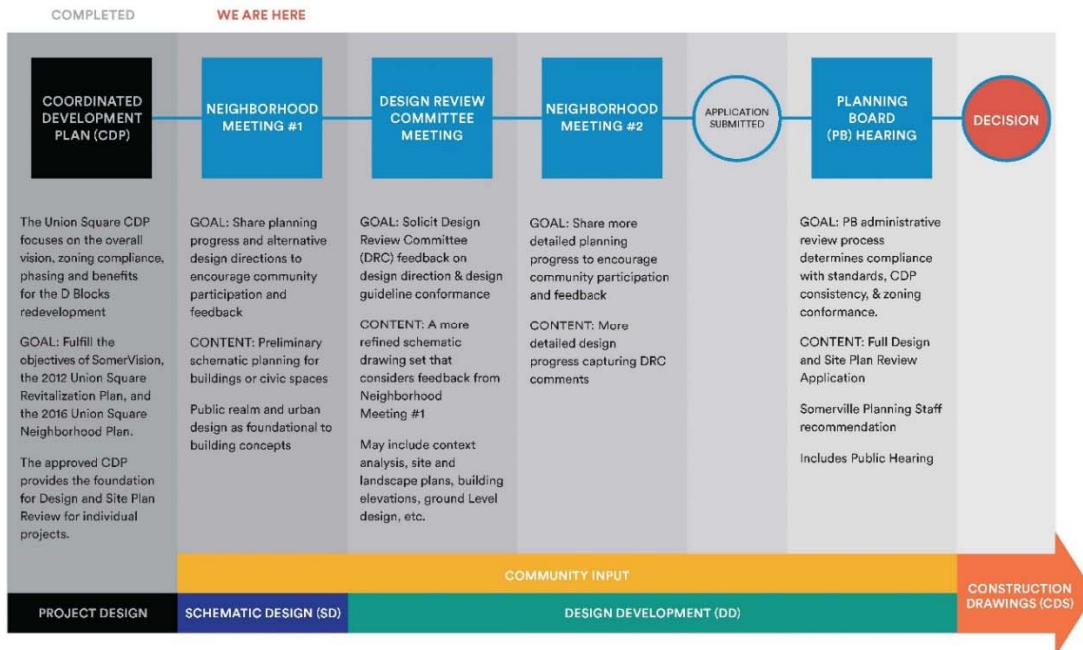 COMPLETED
WE ARE HERE
COORDINATED
DEVELOPMENT
PLAN (CDP)
NEIGHBORHOOD
MEETING #1
DESIGN REVIEW
COMMITTEE
MEETING
NEIGHBORHOOD
MEETING #2
APPLICATION
SUBMITTED
PLANNING
BOARD
(PB) HEARING
DECISION
The Union Square CDP
focuses on the overall
vision, zoning compliance,
phasing and benefits
for the D Blocks
redevelopment
GOAL: Fulfill the
objectives of SomerVision,
the 2012 Union Square
Revitalization Plan, and
the 2016 Union Square
Neighborhood Plan.
The approved CDP
provides the foundation
for Design and Site Plan
Review for individual
projects.
GOAL: Share planning
progress and alternative
design directions to
encourage community
participation and
feedback
CONTENT: Preliminary
schematic planning for
buildings or civic spaces
Public realm and urban
design as foundational to
building concepts
GOAL: Solicit Design
Review Committee
(DRC) feedback on
design direction & design
guideline conformance
CONTENT: A more
refined schematic
drawing set that
considers feedback from
Neighborhood
Meeting #1
May include context
analysis, site and
landscape plans, building
elevations, ground Level
design, etc.
GOAL: Share more
detailed planning
progress to encourage
community participation
and feedback
CONTENT: More
detailed design
progress capturing DRC
comments
GOAL: PB administrative
review process
determines compliance
with standards, CDP
consistency, & zoning
conformance.
CONTENT: Full Design
and Site Plan Review
Application
Somerville Planning Staff
recommendation
Includes Public Hearing
COMMUNITY INPUT
PROJECT DESIGN
SCHEMATIC DESIGN (SD)
DESIGN DEVELOPMENT (DD)
CONSTRUCTION
DRAWINGS (CDS)